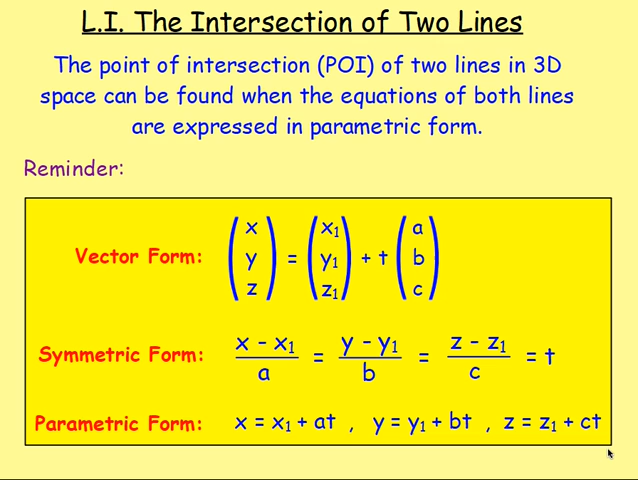 L.I. The Intersection of Two Lines
The point of intersection (POI) of two lines in 3D
space can be found when the equations of both lines
are expressed in parametric form.
Reminder:
Vector Form: (x y z) = (x₁ y₁ z₁) + t (a b c)
Symmetric Form: (x - x₁)/a = (y - y₁)/b = (z - z₁)/c = t
Parametric Form: x = x₁ + at , y = y₁ + bt , z = z₁ + ct